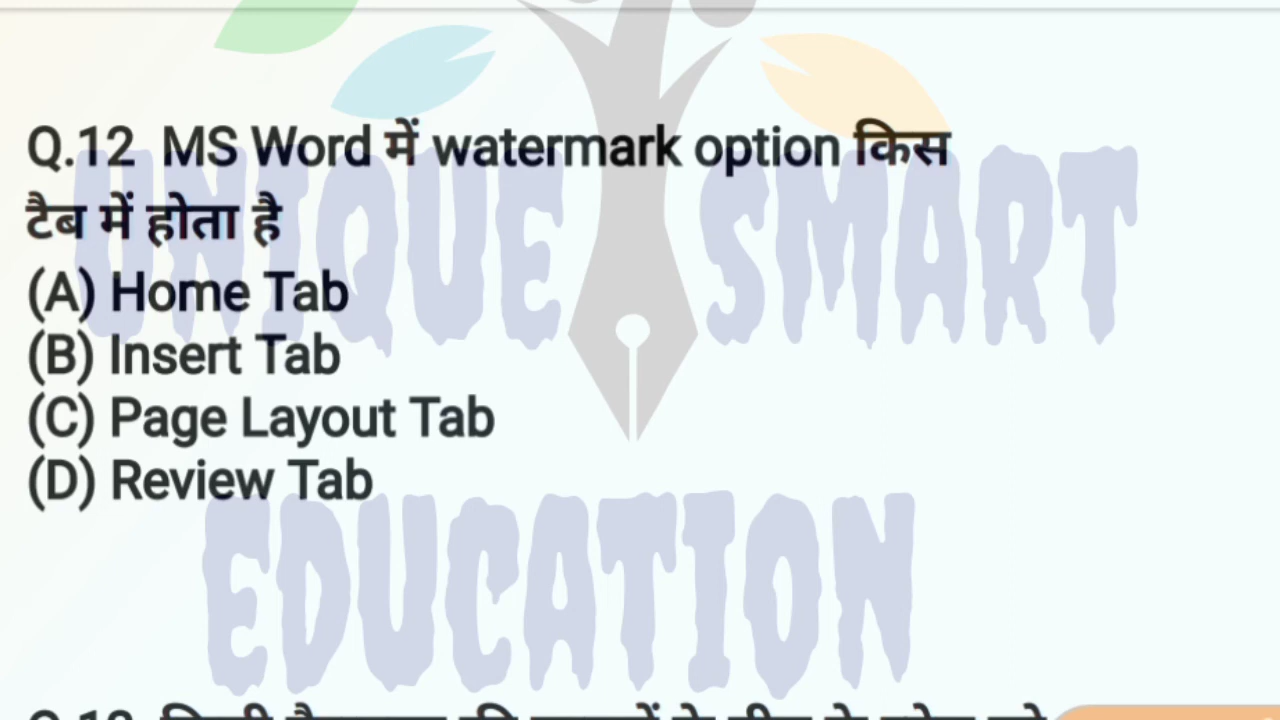 Q.12 MS Word में watermark option किस
टैब में होता है
(A) Home Tab
(B) Insert Tab
(C) Page Layout Tab
(D) Review Tab
UNIQUE SMART
EDUCATION